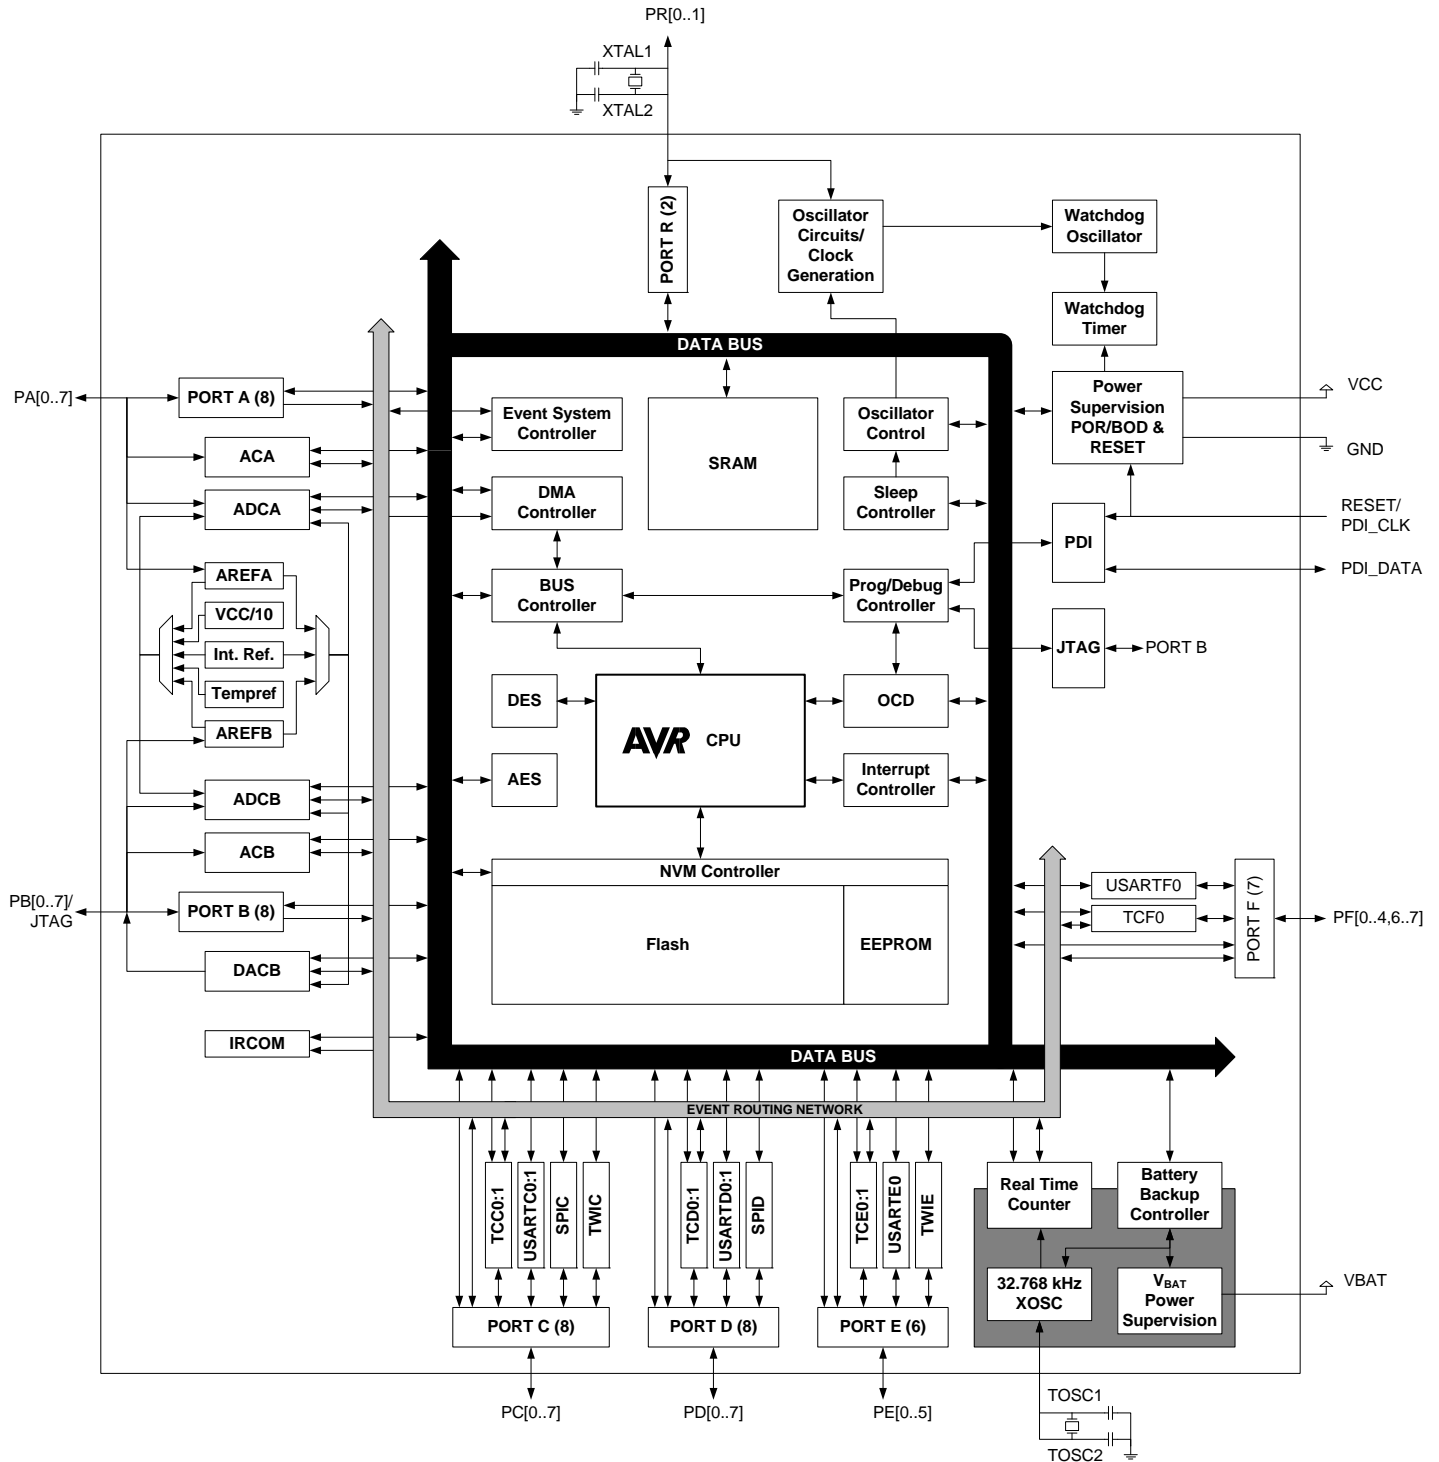 PR[0..1]
XTAL1
XTAL2
PORT R (2)
Oscillator
Circuits/
Clock
Generation
Watchdog
Oscillator
Watchdog
Timer
DATA BUS
PA[0..7]
PORT A (8)
Event System
Controller
SRAM
Oscillator
Control
Power
Supervision
POR/BOD &
RESET
VCC
GND
ACA
ADCA
DMA
Controller
Sleep
Controller
PDI
RESET/
PDI_CLK
PDI_DATA
AREFA
VCC/10
Int. Ref.
Tempref
AREFB
BUS
Controller
Prog/Debug
Controller
JTAG
PORT B
DES
AVR CPU
OCD
AES
Interrupt
Controller
ADCB
ACB
PB[0..7]/
JTAG
PORT B (8)
DACB
IRCOM
NVM Controller
Flash
EEPROM
USARTF0
TCF0
PORT F (7)
PF[0..4,6..7]
DATA BUS
EVENT ROUTING NETWORK
TCC0:1
USARTC0:1
SPIC
TWIC
TCD0:1
USARTD0:1
SPID
TCE0:1
USARTE0
TWIE
Real Time
Counter
Battery
Backup
Controller
32.768 kHz
XOSC
VBAT
Power
Supervision
VBAT
PORT C (8)
PORT D (8)
PORT E (6)
PC[0..7]
PD[0..7]
PE[0..5]
TOSC1
TOSC2